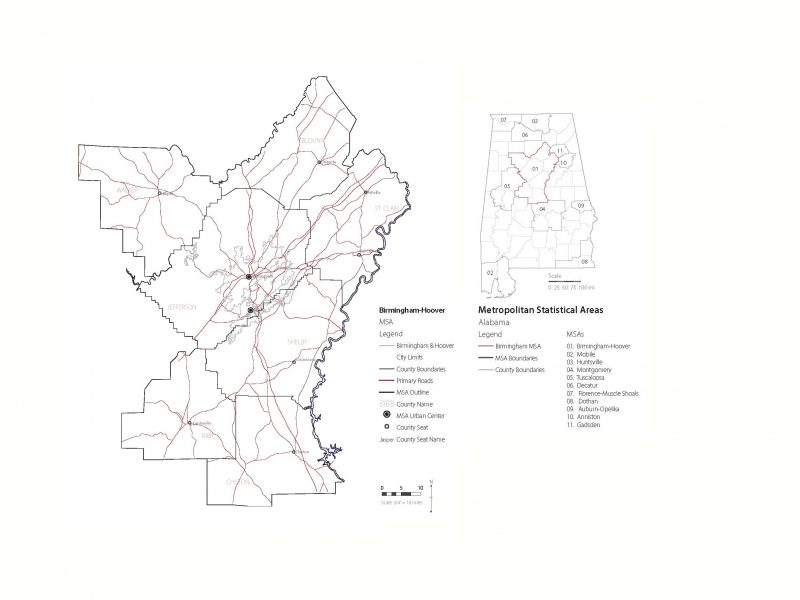 BLOUNT
WALKER
Ashville
ST. CLAIR
JEFFERSON
SHELBY
Centreville
BIBB
Clanton
CHILTON
Birmingham-Hoover
MSA
Legend
Birmingham & Hoover
City Limits
County Boundaries
Primary Roads
MSA Outline
BIBB County Name
MSA Urban Center
County Seat
Jasper County Seat Name
0 5 10
N
07
02
06
11
10
01
05
09
04
08
02
Scale
0 25 50 75 100 mi
Metropolitan Statistical Areas
Alabama
Legend
Birmingham MSA
MSA Boundaries
County Boundaries
MSAs
01. Birmingham-Hoover
02. Mobile
03. Huntsville
04. Montgomery
05. Tuscaloosa
06. Decatur
07. Florence-Muscle Shoals
08. Dothan
09. Auburn-Opelika
10. Anniston
11. Gadsden